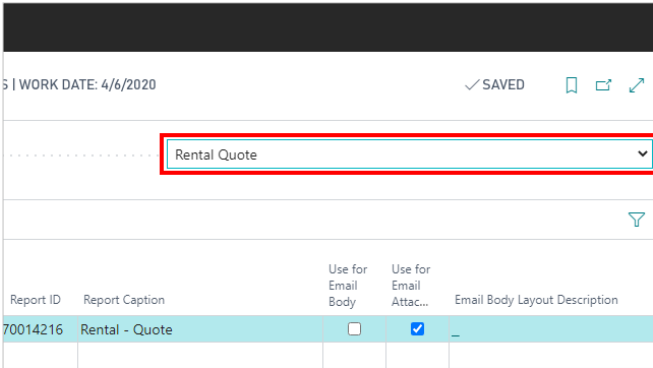 S | WORK DATE: 4/6/2020
SAVED
Rental Quote
Report ID Report Caption Use for Email Body Use for Email Attac... Email Body Layout Description
70014216 Rental - Quote _